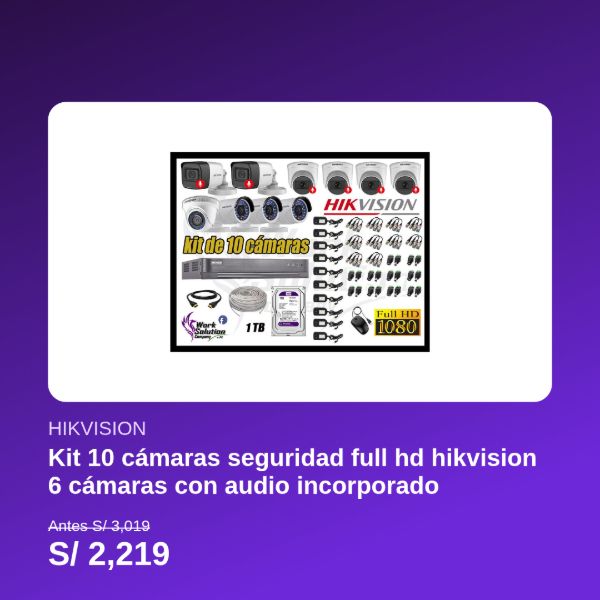 HIKVISION
kit de 10 cámaras
1 TB
Work
Solution
Company
Full HD
1080
HIKVISION
Kit 10 cámaras seguridad full hd hikvision
6 cámaras con audio incorporado
Antes S/ 3,019
S/ 2,219